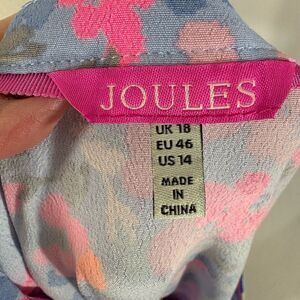 JOULES
UK 18
EU 46
US 14
MADE
IN
CHINA